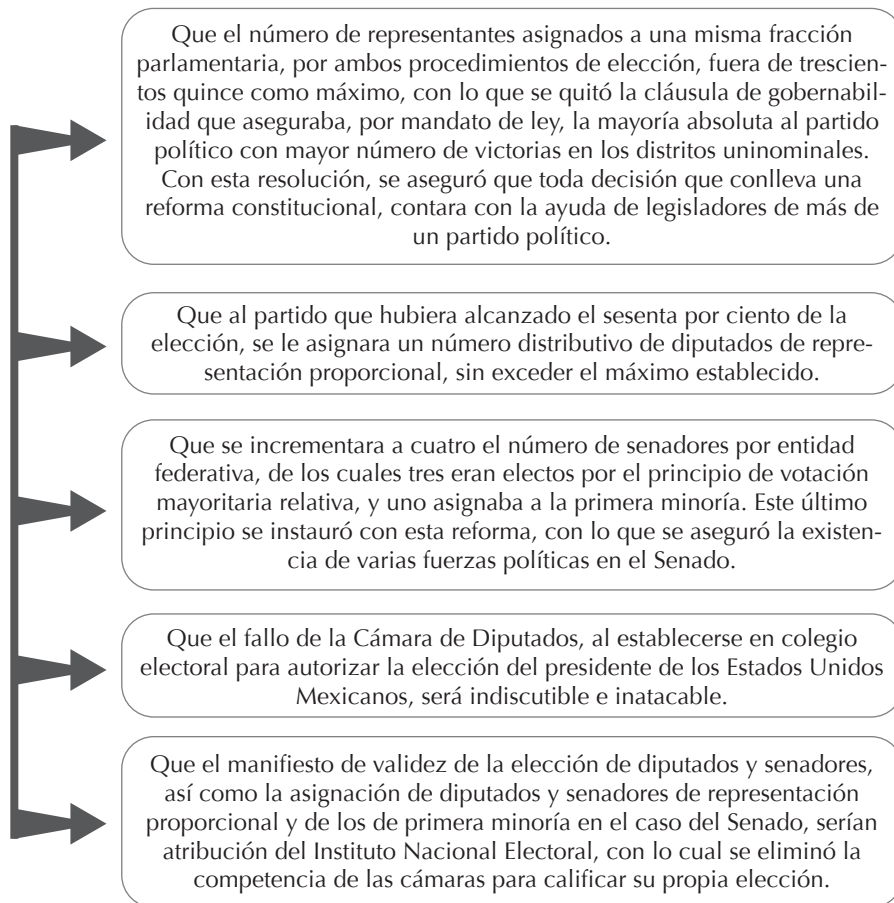 Que el número de representantes asignados a una misma fracción
parlamentaria, por ambos procedimientos de elección, fuera de trescien-
tos quince como máximo, con lo que se quitó la cláusula de gobernabil-
idad que aseguraba, por mandato de ley, la mayoría absoluta al partido
político con mayor número de victorias en los distritos uninominales.
Con esta resolución, se aseguró que toda decisión que conlleva una
reforma constitucional, contara con la ayuda de legisladores de más de
un partido político.
Que al partido que hubiera alcanzado el sesenta por ciento de la
elección, se le asignara un número distributivo de diputados de repre-
sentación proporcional, sin exceder el máximo establecido.
Que se incrementara a cuatro el número de senadores por entidad
federativa, de los cuales tres eran electos por el principio de votación
mayoritaria relativa, y uno asignaba a la primera minoría. Este último
principio se instauró con esta reforma, con lo que se aseguró la existen-
cia de varias fuerzas políticas en el Senado.
Que el fallo de la Cámara de Diputados, al establecerse en colegio
electoral para autorizar la elección del presidente de los Estados Unidos
Mexicanos, será indiscutible e inatacable.
Que el manifiesto de validez de la elección de diputados y senadores,
así como la asignación de diputados y senadores de representación
proporcional y de los de primera minoría en el caso del Senado, serían
atribución del Instituto Nacional Electoral, con lo cual se eliminó la
competencia de las cámaras para calificar su propia elección.